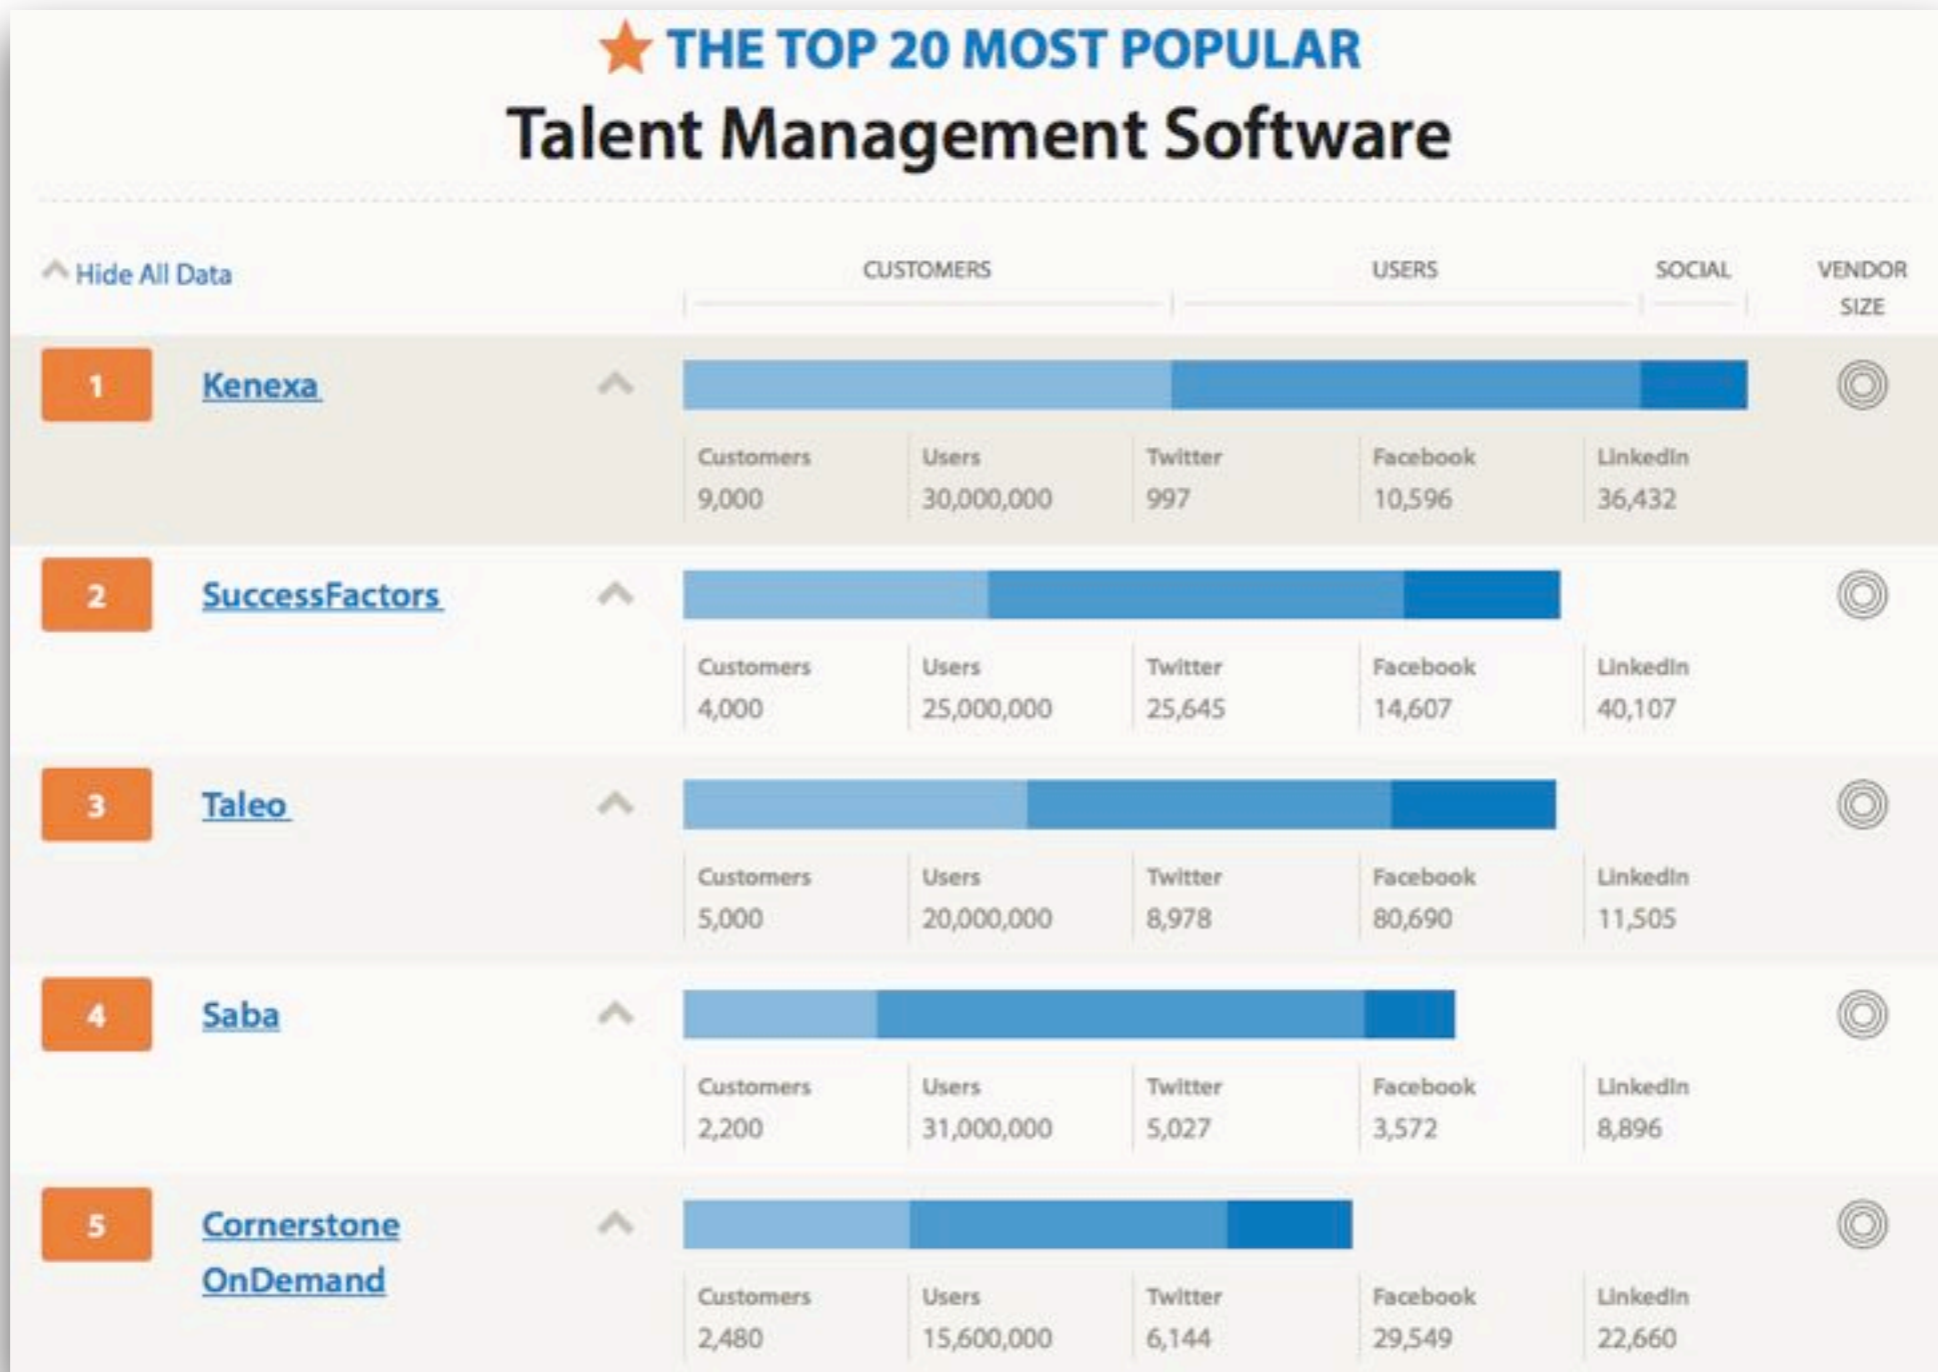 THE TOP 20 MOST POPULAR
Talent Management Software
Hide All Data
CUSTOMERS USERS SOCIAL VENDOR SIZE
1 Kenexa
Customers Users Twitter Facebook LinkedIn
9,000 30,000,000 997 10,596 36,432
2 SuccessFactors
Customers Users Twitter Facebook LinkedIn
4,000 25,000,000 25,645 14,607 40,107
3 Taleo
Customers Users Twitter Facebook LinkedIn
5,000 20,000,000 8,978 80,690 11,505
4 Saba
Customers Users Twitter Facebook LinkedIn
2,200 31,000,000 5,027 3,572 8,896
5 Cornerstone
OnDemand
Customers Users Twitter Facebook LinkedIn
2,480 15,600,000 6,144 29,549 22,660